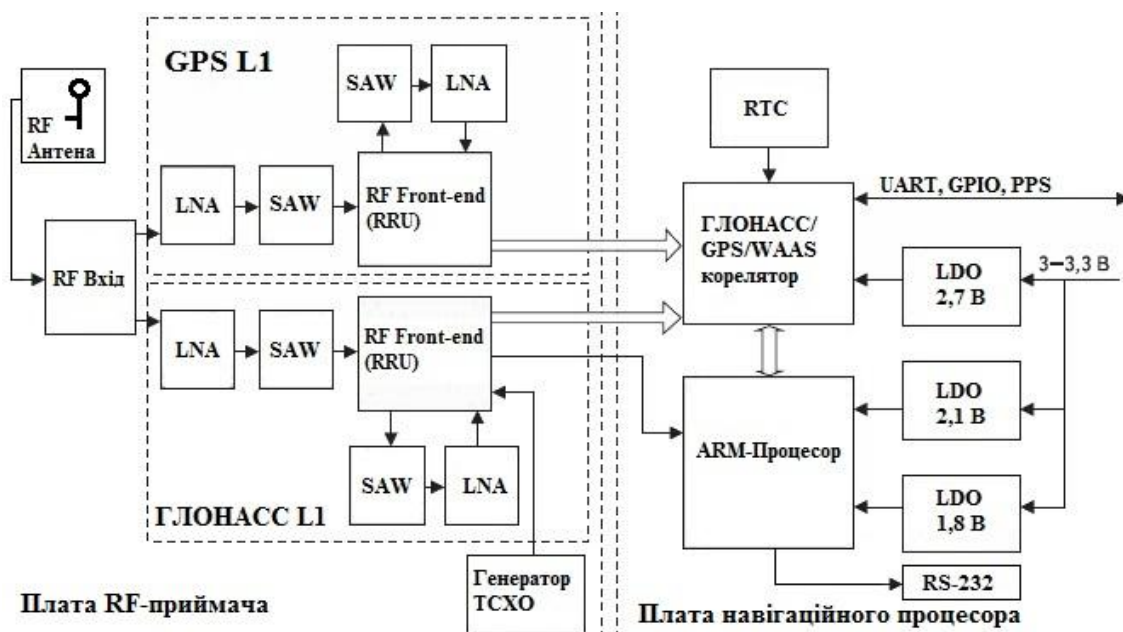 GPS L1
SAW
LNA
RF
Антена
LNA
SAW
RF Front-end
(RRU)
RF Вхід
LNA
SAW
RF Front-end
(RRU)
SAW
LNA
ГЛОНАСС L1
Генератор
TCXO
Плата RF-приймача
RTC
UART, GPIO, PPS
ГЛОНАСС/
GPS/WAAS
корелятор
LDO
2,7 В
3–3,3 В
LDO
2,1 В
ARM-Процесор
LDO
1,8 В
RS-232
Плата навігаційного процесора